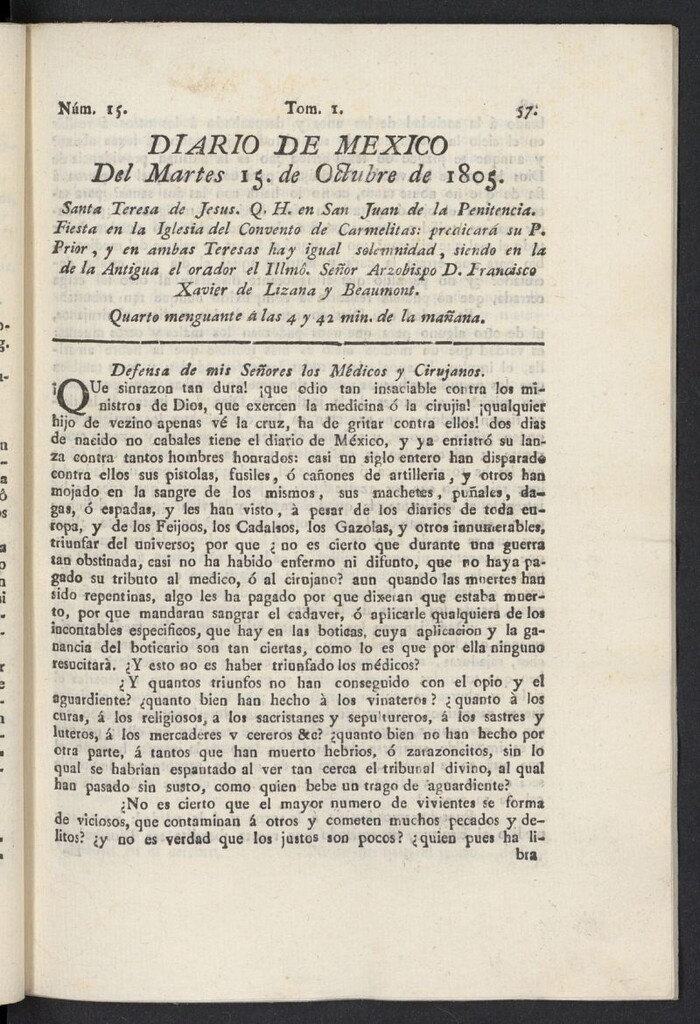 Núm. 15. Tom. 1. 57.
DIARIO DE MEXICO
Del Martes 15. de Octubre de 1805.
Santa Teresa de Jesus. Q. H. en San Juan de la Penitencia.
Fiesta en la Iglesia del Convento de Carmelitas: predicará su P.
Prior, y en ambas Teresas hay igual solemnidad, siendo en la
de la Antigua el orador el Illmô. Señor Arzobispo D. Francisco
Xavier de Lizana y Beaumont.
Quarto menguante á las 4 y 42 min. de la mañana.
Defensa de mis Señores los Médicos y Cirujanos.
¡QUe sinrazon tan dura! ¡que odio tan insaciable contra los mi-
nistros de Dios, que exercen la medicina ó la cirujia! ¡qualquier
hijo de vezino apenas vé la cruz, ha de gritar contra ellos! dos dias
de nacido no cabales tiene el diario de México, y ya enristró su lan-
za contra tantos hombres honrados: casi un siglo entero han disparado
contra ellos sus pistolas, fusiles, ó cañones de artilleria, y otros han
mojado en la sangre de los mismos, sus machetes, puñales, da-
gas, ó espadas, y les han visto, à pesar de los diarios de toda eu-
ropa, y de los Feijoos, los Cadalsos, los Gazolas, y otros innumerables,
triunfar del universo; por que ¿no es cierto que durante una guerra
tan obstinada, casi no ha habido enfermo ni difunto, que no haya pa-
gado su tributo al medico, ó al cirujano? aun quando las muertes han
sido repentinas, algo les ha pagado por que dixeran que estaba muer-
to, por que mandaran sangrar el cadaver, ó aplicarle qualquiera de los
incontables especificos, que hay en las boticas, cuya aplicacion y la ga-
nancia del boticario son tan ciertas, como lo es que por ella ninguno
resucitará. ¿Y esto no es haber triunfado los médicos?
¿Y quantos triunfos no han conseguido con el opio y el
aguardiente? ¿quanto bien han hecho à los vinateros? ¿quanto à los
curas, á los religiosos, a los sacristanes y sepultureros, á los sastres y
luteros, á los mercaderes v cereros &c? ¿quanto bien no han hecho por
otra parte, á tantos que han muerto hebrios, ó zarazoncitos, sin lo
qual se habrian espantado al ver tan cerca el tribunal divino, al qual
han pasado sin susto, como quien bebe un trago de aguardiente?
¿No es cierto que el mayor numero de vivientes se forma
de viciosos, que contaminan á otros y cometen muchos pecados y de-
litos? ¿y no es verdad que los justos son pocos? ¿quien pues ha li-
bra